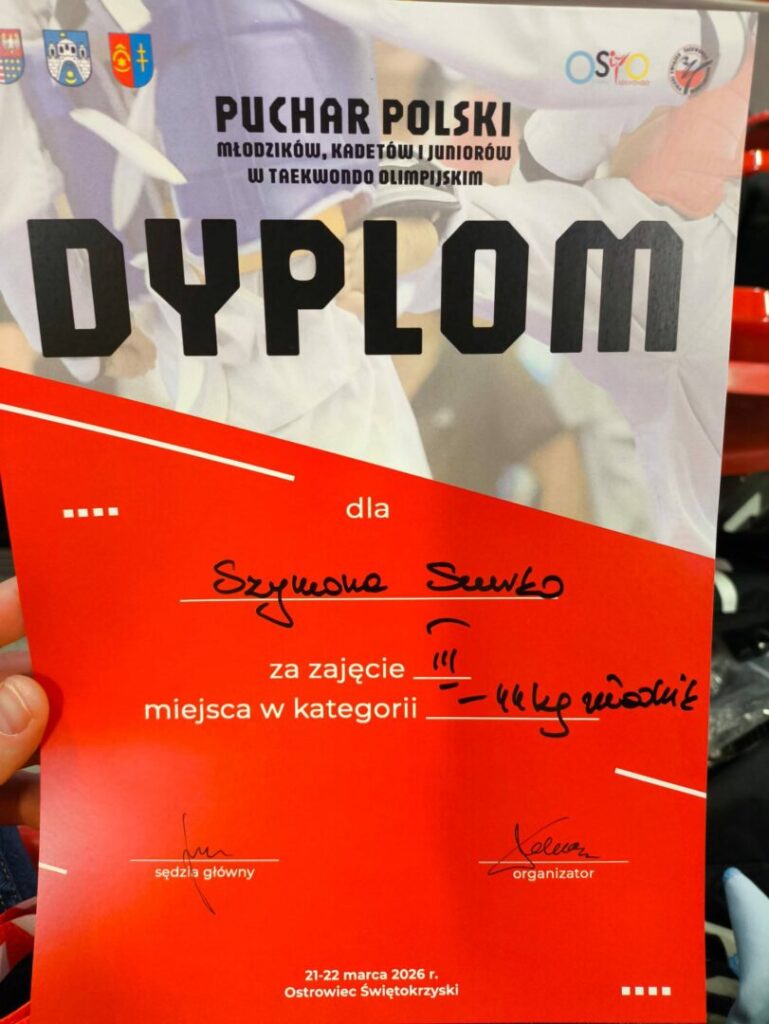 OSiTO
PUCHAR POLSKI
MŁODZIKÓW, KADETÓW I JUNIORÓW
W TAEKWONDO OLIMPIJSKIM
DYPLOM
dla
Szymona
za zajęcie III
miejsca w kategorii -44kg młodzik
sędzia główny
organizator
21-22 marca 2026 r.
Ostrowiec Świętokrzyski